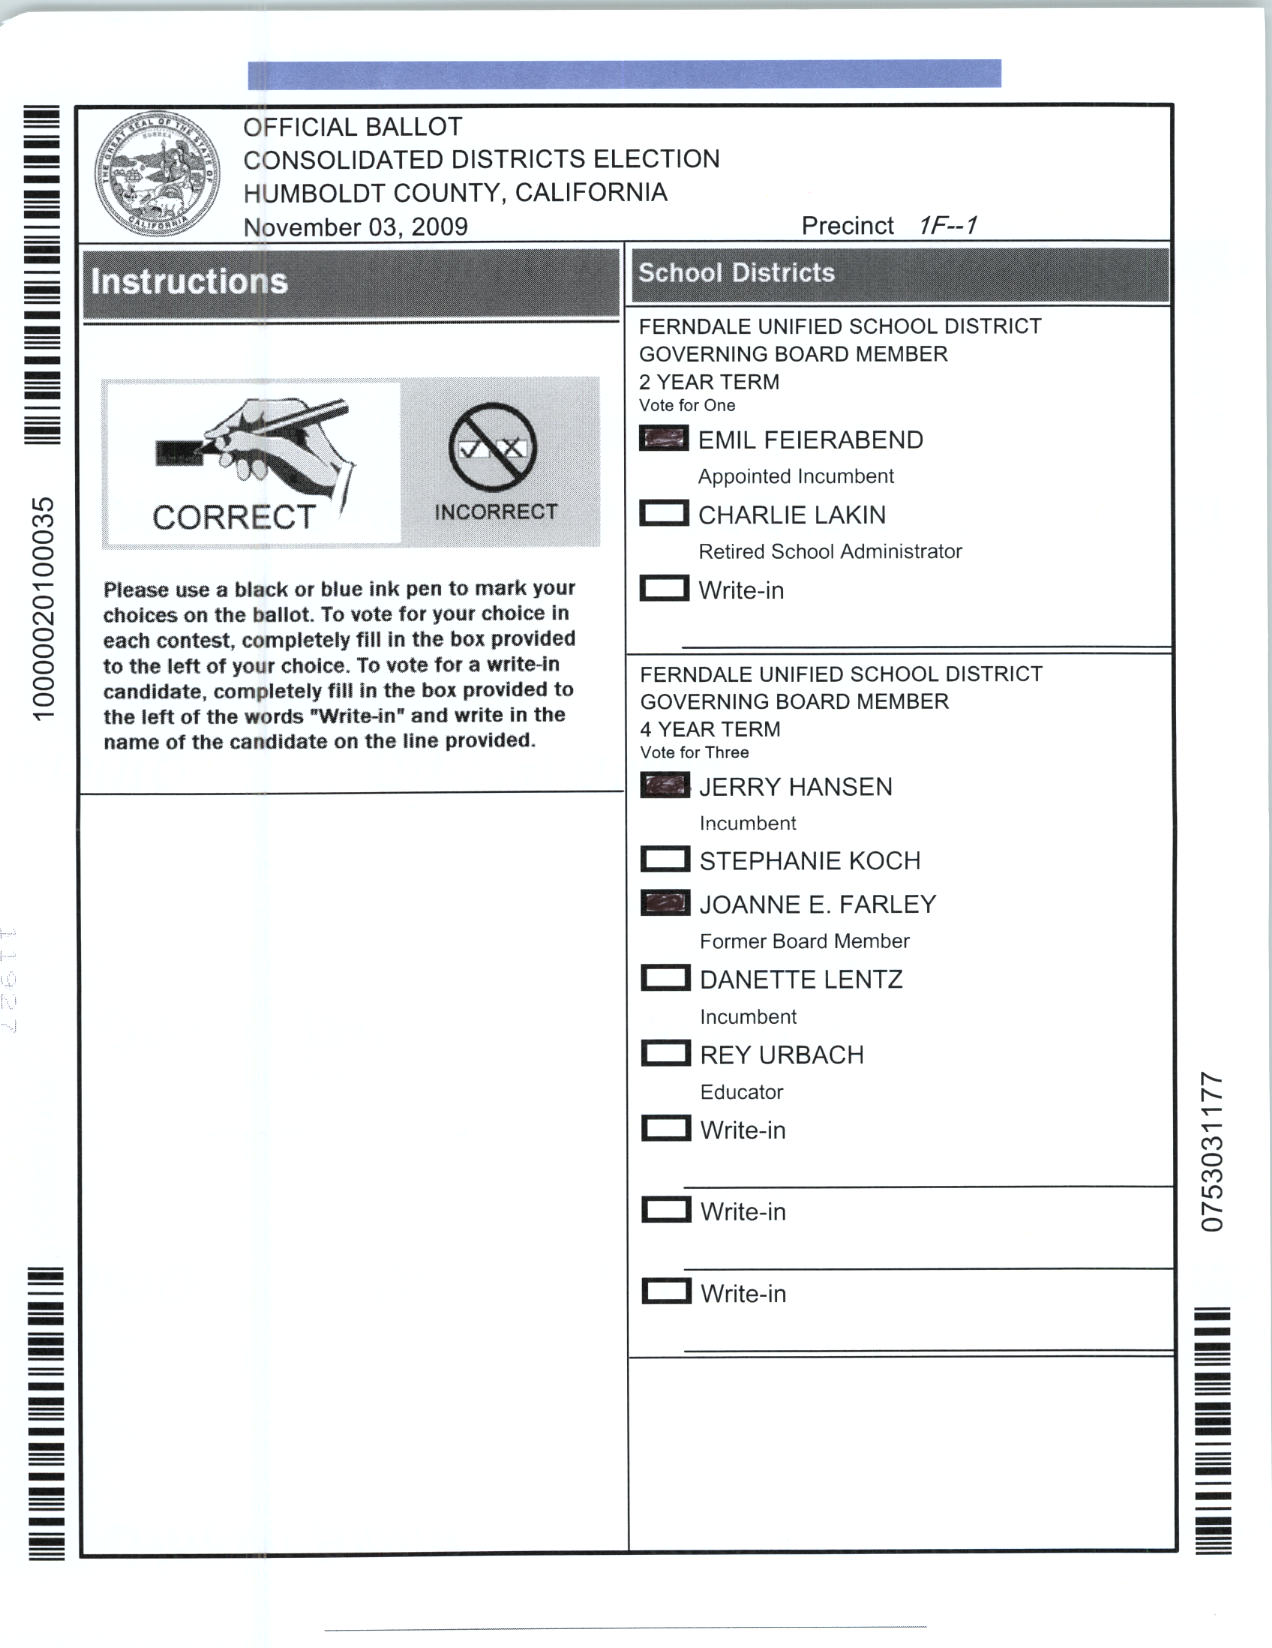 OFFICIAL BALLOT
CONSOLIDATED DISTRICTS ELECTION
HUMBOLDT COUNTY, CALIFORNIA
November 03, 2009
Precinct 1F--1
THE GREAT SEAL OF THE STATE OF CALIFORNIA
EUREKA
Instructions
CORRECT
INCORRECT
Please use a black or blue ink pen to mark your
choices on the ballot. To vote for your choice in
each contest, completely fill in the box provided
to the left of your choice. To vote for a write-in
candidate, completely fill in the box provided to
the left of the words "Write-in" and write in the
name of the candidate on the line provided.
School Districts
FERNDALE UNIFIED SCHOOL DISTRICT
GOVERNING BOARD MEMBER
2 YEAR TERM
Vote for One
EMIL FEIERABEND
Appointed Incumbent
CHARLIE LAKIN
Retired School Administrator
Write-in
FERNDALE UNIFIED SCHOOL DISTRICT
GOVERNING BOARD MEMBER
4 YEAR TERM
Vote for Three
JERRY HANSEN
Incumbent
STEPHANIE KOCH
JOANNE E. FARLEY
Former Board Member
DANETTE LENTZ
Incumbent
REY URBACH
Educator
Write-in
Write-in
Write-in
10000020100035
0753031177